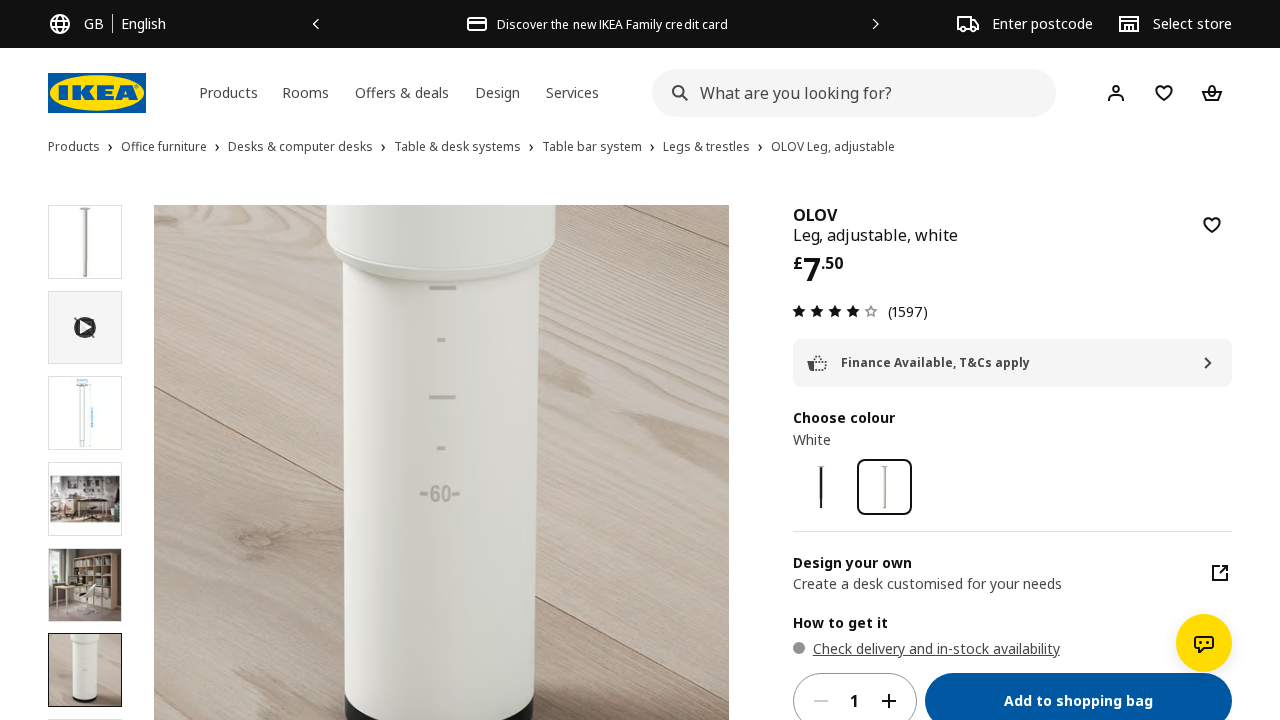 GB English
Discover the new IKEA Family credit card
Enter postcode
Select store
IKEA
Products
Rooms
Offers & deals
Design
Services
What are you looking for?
Products › Office furniture › Desks & computer desks › Table & desk systems › Table bar system › Legs & trestles › OLOV Leg, adjustable
OLOV
Leg, adjustable, white
£7.50
(1597)
Finance Available, T&Cs apply
Choose colour
White
Design your own
Create a desk customised for your needs
How to get it
Check delivery and in-stock availability
1
Add to shopping bag
-60-